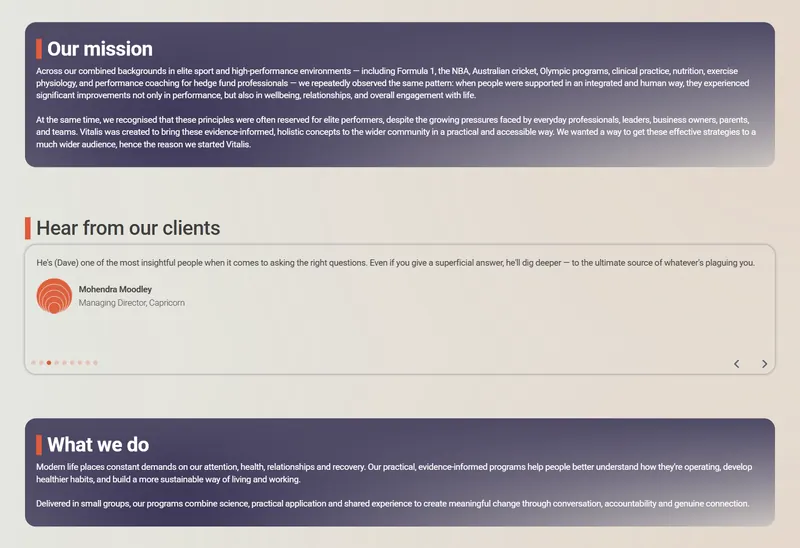 Our mission
Across our combined backgrounds in elite sport and high-performance environments — including Formula 1, the NBA, Australian cricket, Olympic programs, clinical practice, nutrition, exercise
physiology, and performance coaching for hedge fund professionals — we repeatedly observed the same pattern: when people were supported in an integrated and human way, they experienced
significant improvements not only in performance, but also in wellbeing, relationships, and overall engagement with life.
At the same time, we recognised that these principles were often reserved for elite performers, despite the growing pressures faced by everyday professionals, leaders, business owners, parents,
and teams. Vitalis was created to bring these evidence-informed, holistic concepts to the wider community in a practical and accessible way. We wanted a way to get these effective strategies to a
much wider audience, hence the reason we started Vitalis.
Hear from our clients
He's (Dave) one of the most insightful people when it comes to asking the right questions. Even if you give a superficial answer, he'll dig deeper — to the ultimate source of whatever's plaguing you.
Mohendra Moodley
Managing Director, Capricorn
What we do
Modern life places constant demands on our attention, health, relationships and recovery. Our practical, evidence-informed programs help people better understand how they're operating, develop
healthier habits, and build a more sustainable way of living and working.
Delivered in small groups, our programs combine science, practical application and shared experience to create meaningful change through conversation, accountability and genuine connection.